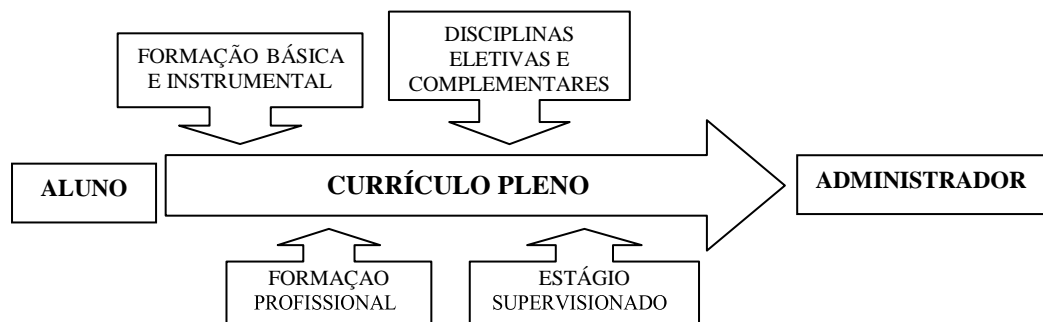 FORMAÇÃO BÁSICA
E INSTRUMENTAL
DISCIPLINAS
ELETIVAS E
COMPLEMENTARES
ALUNO
CURRÍCULO PLENO
ADMINISTRADOR
FORMAÇAO
PROFISSIONAL
ESTÁGIO
SUPERVISIONADO